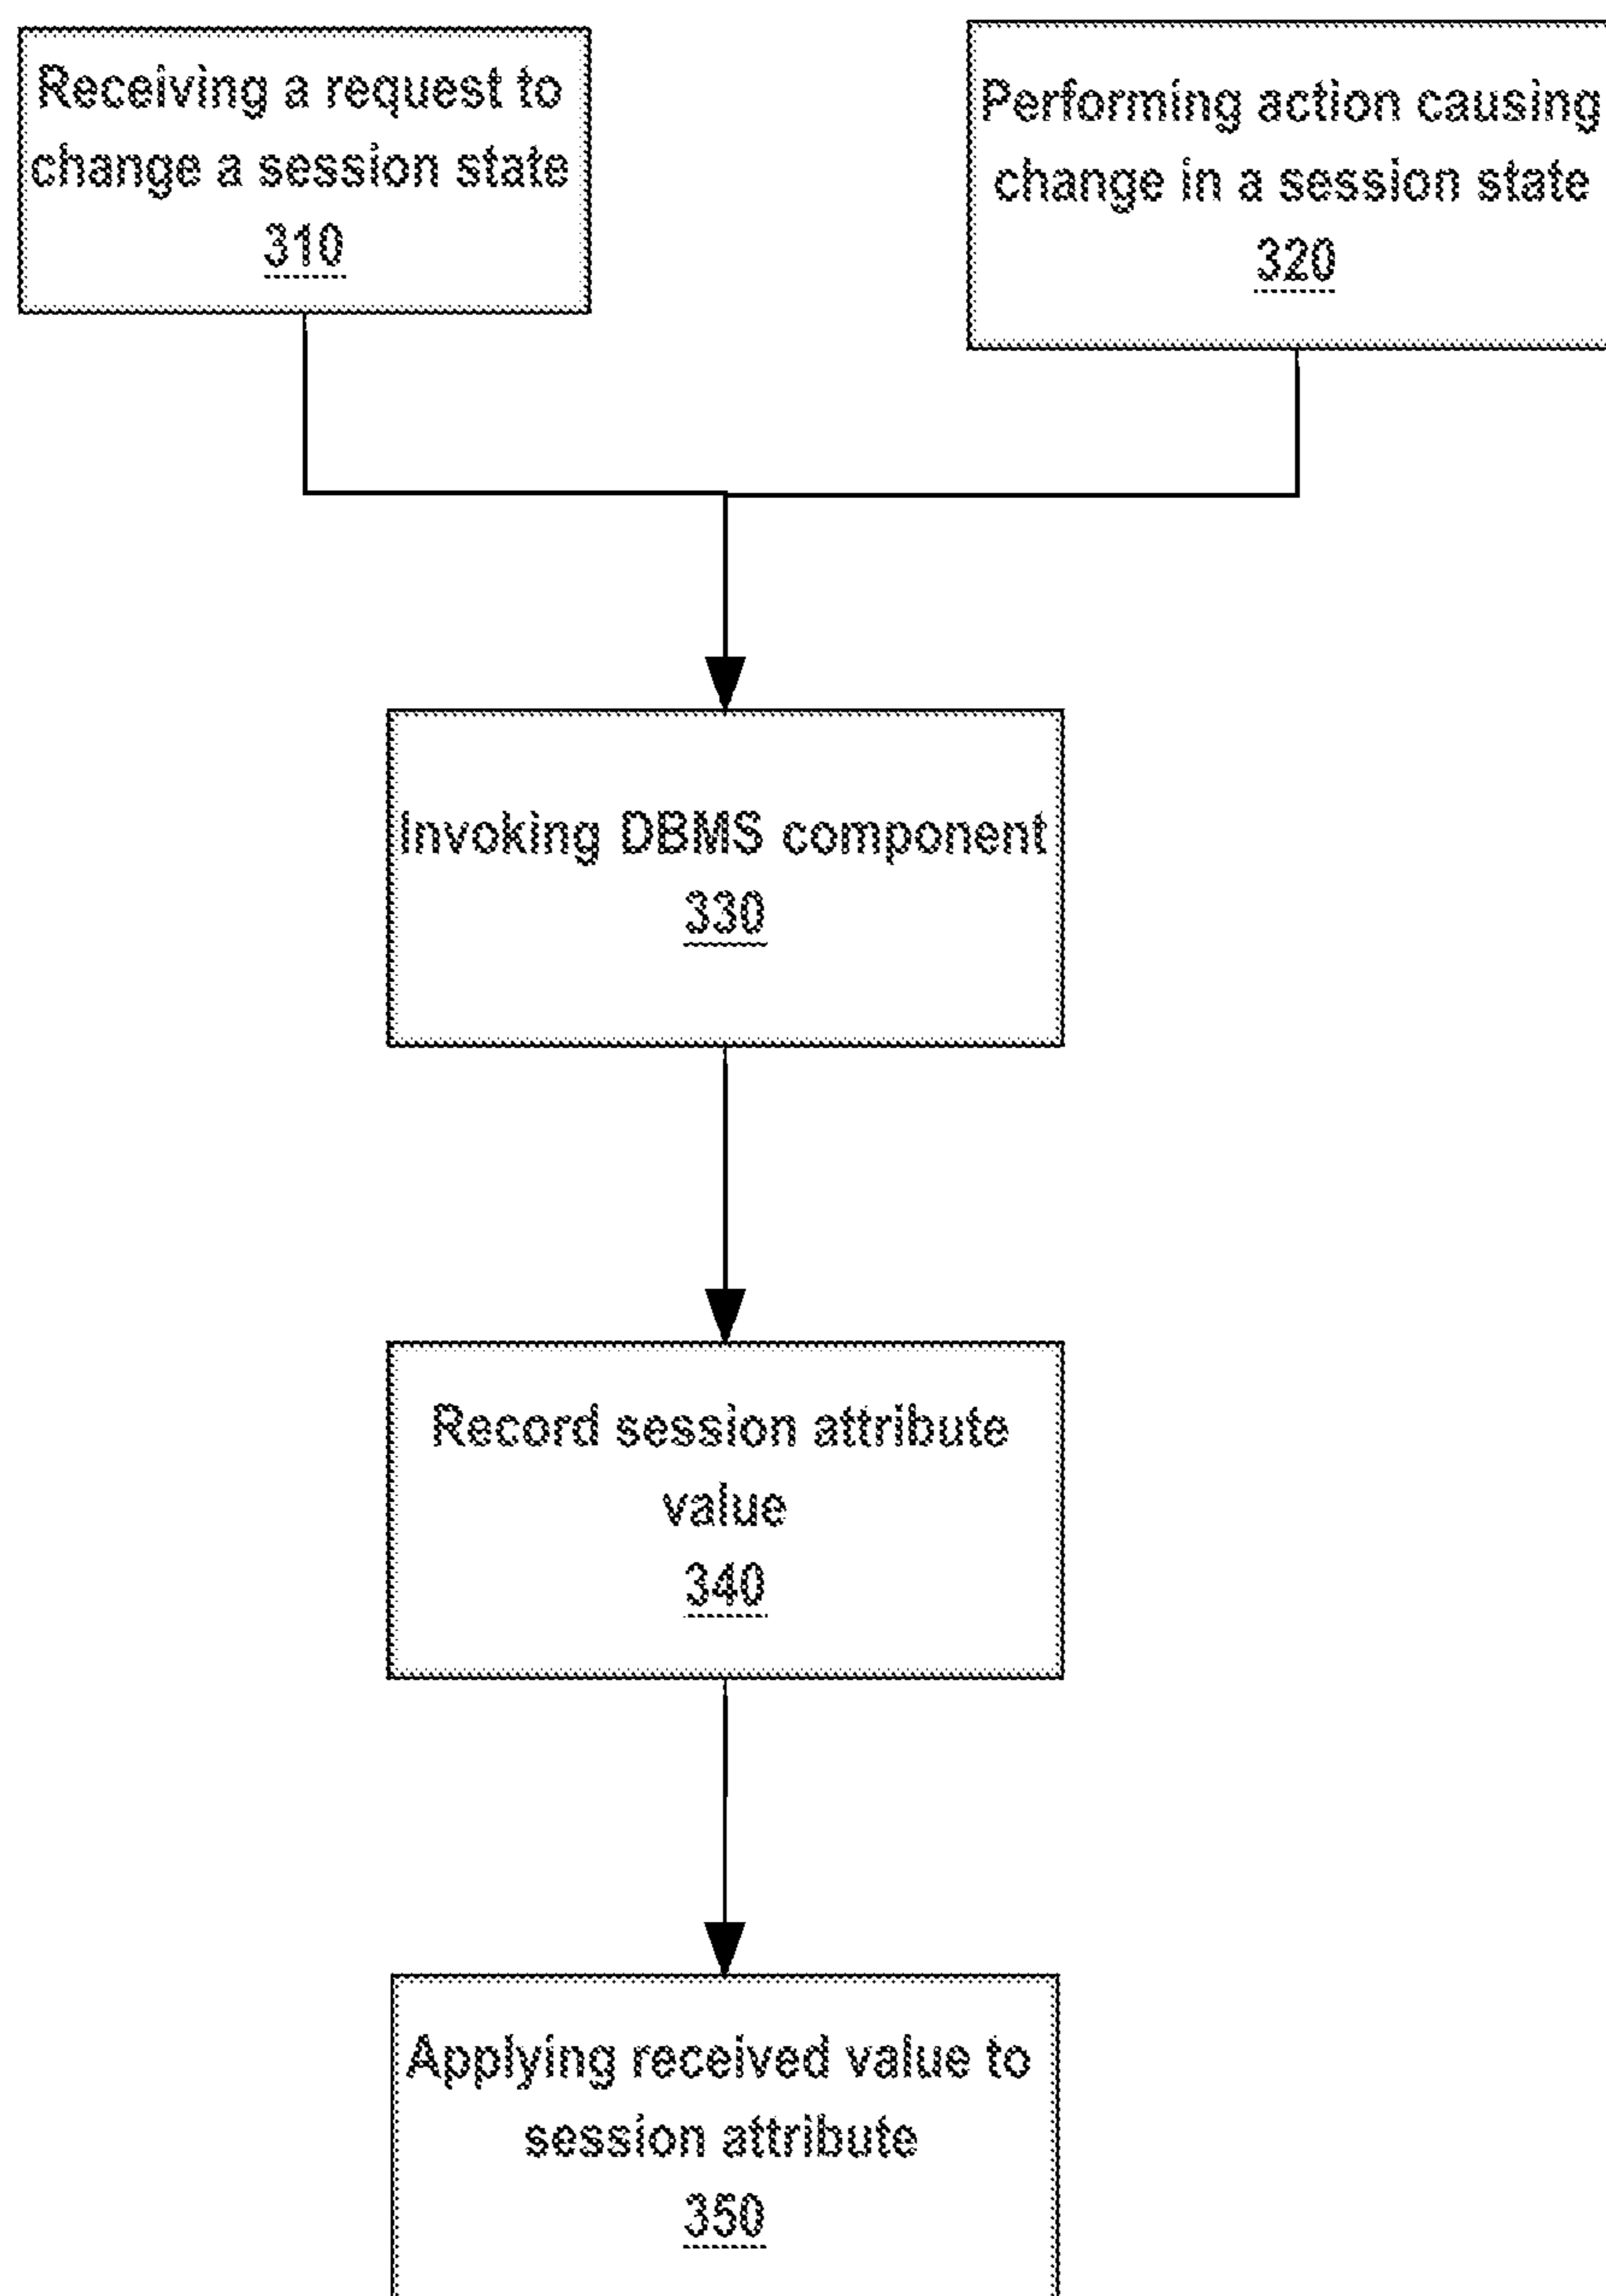 Receiving a request to
change a session state
310
Performing action causing
change in a session state
320
Invoking DBMS component
330
Record session attribute
value
340
Applying received value to
session attribute
350